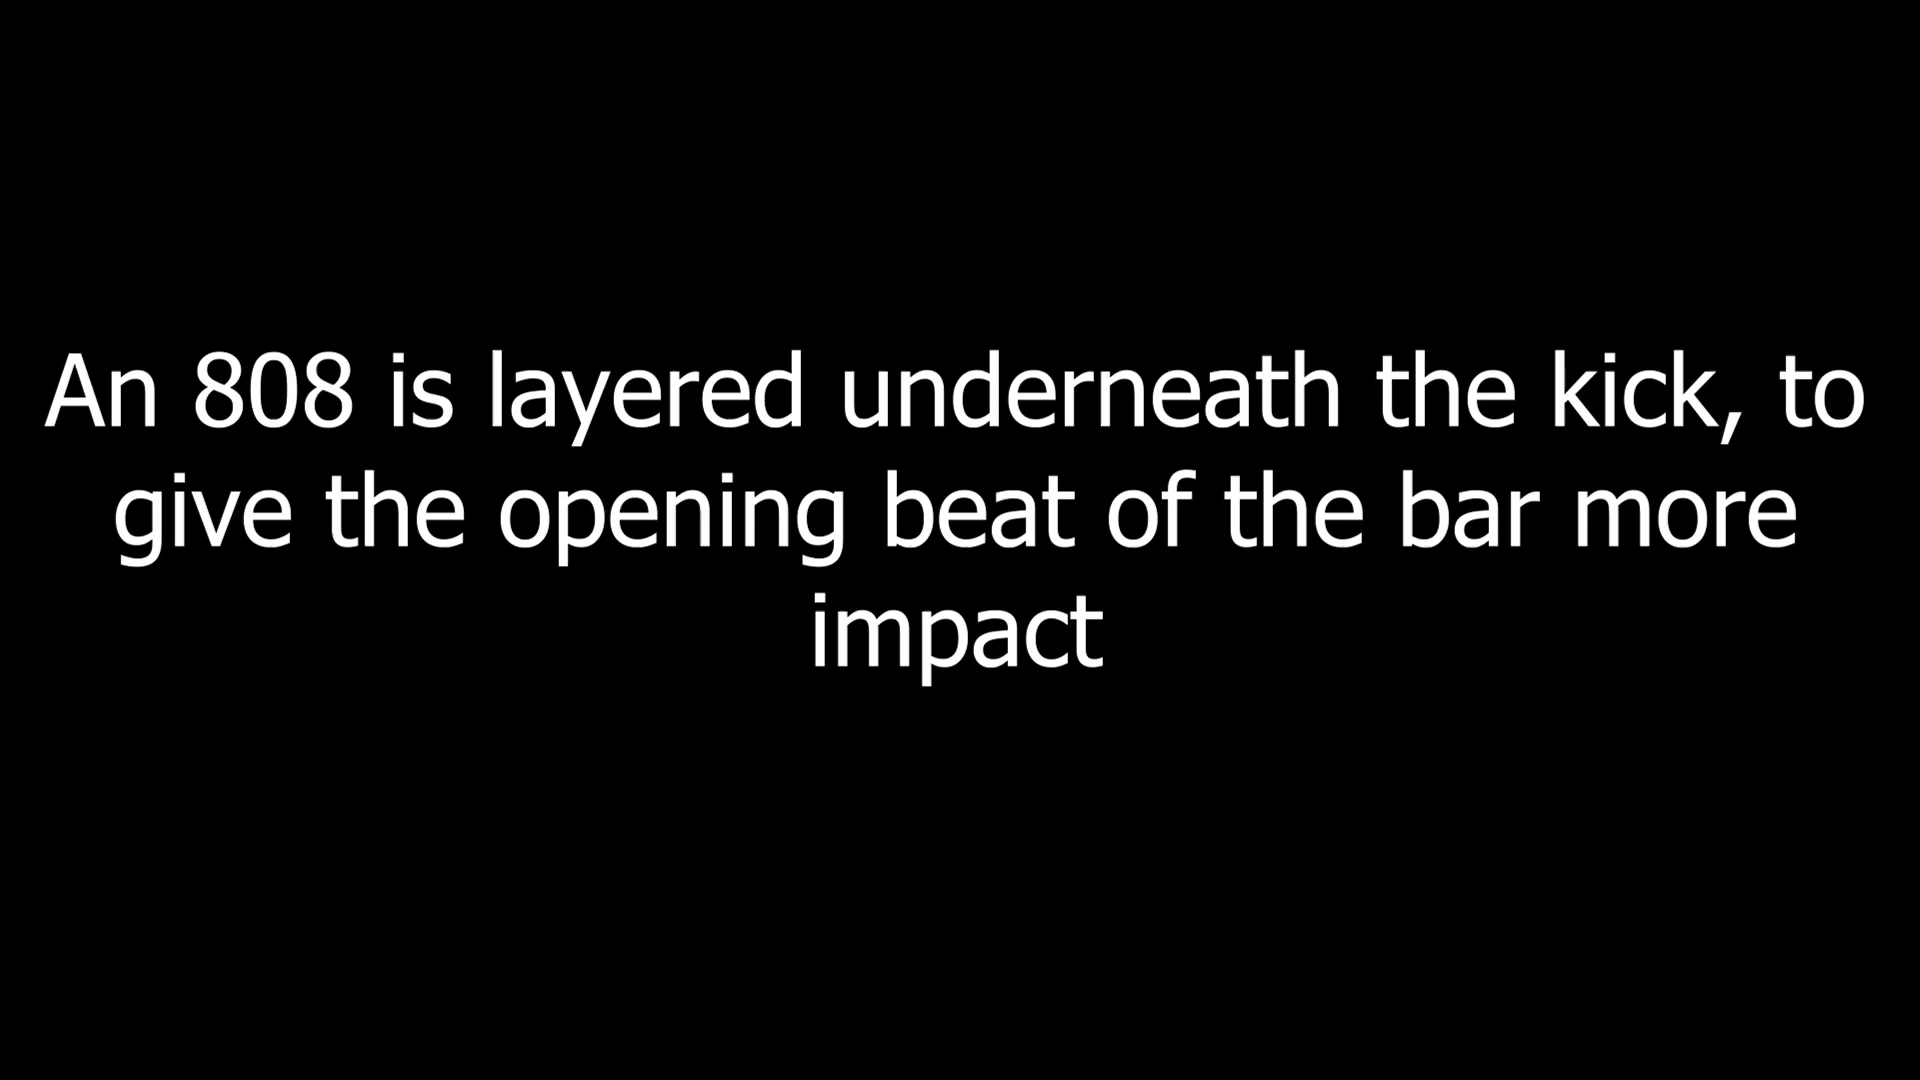 An 808 is layered underneath the kick, to
give the opening beat of the bar more
impact